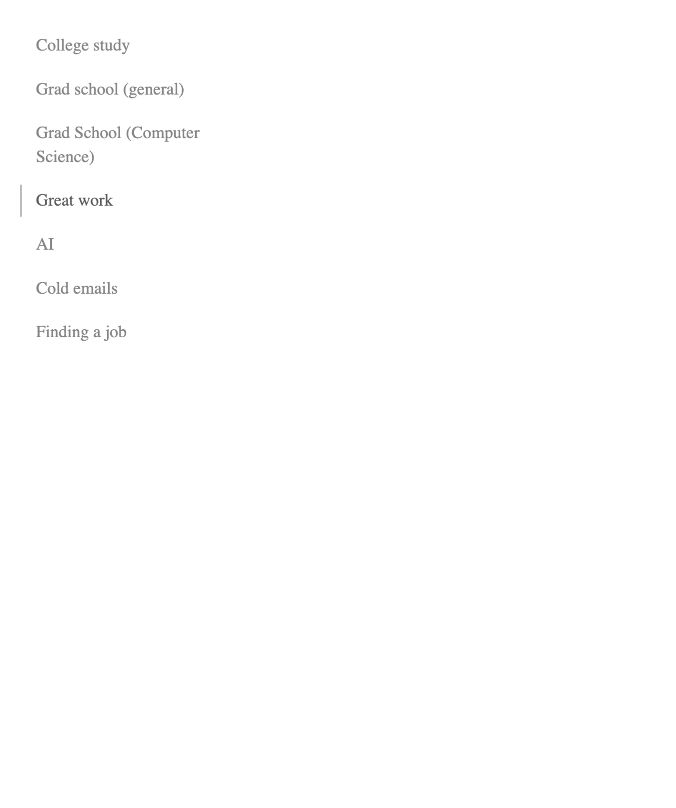 College study
Grad school (general)
Grad School (Computer
Science)
Great work
AI
Cold emails
Finding a job